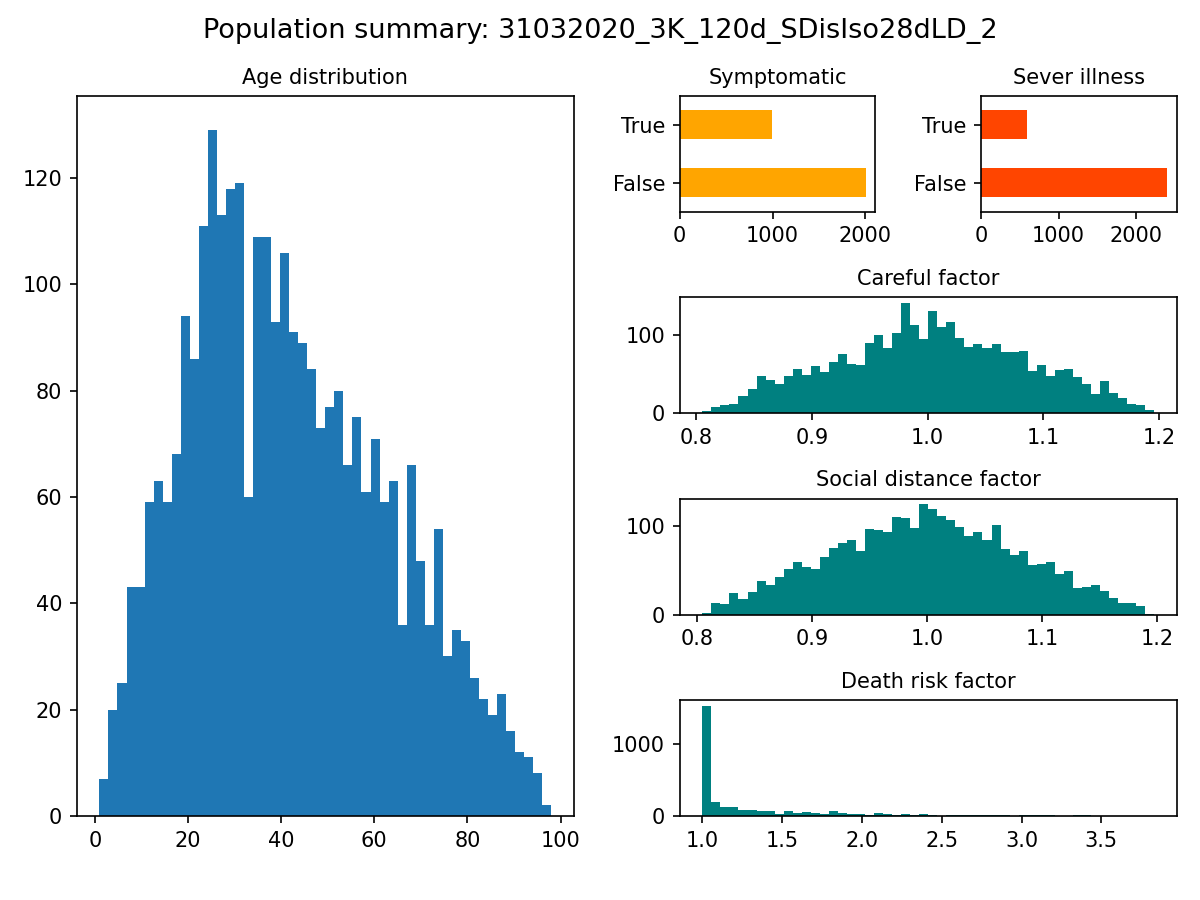 Population summary: 31032020_3K_120d_SDisIso28dLD_2
Age distribution
120
100
80
60
40
20
0
0 20 40 60 80 100
Symptomatic
True
False
0 1000 2000
Sever illness
True
False
0 1000 2000
Careful factor
100
0
0.8 0.9 1.0 1.1 1.2
Social distance factor
100
0
0.8 0.9 1.0 1.1 1.2
Death risk factor
1000
0
1.0 1.5 2.0 2.5 3.0 3.5